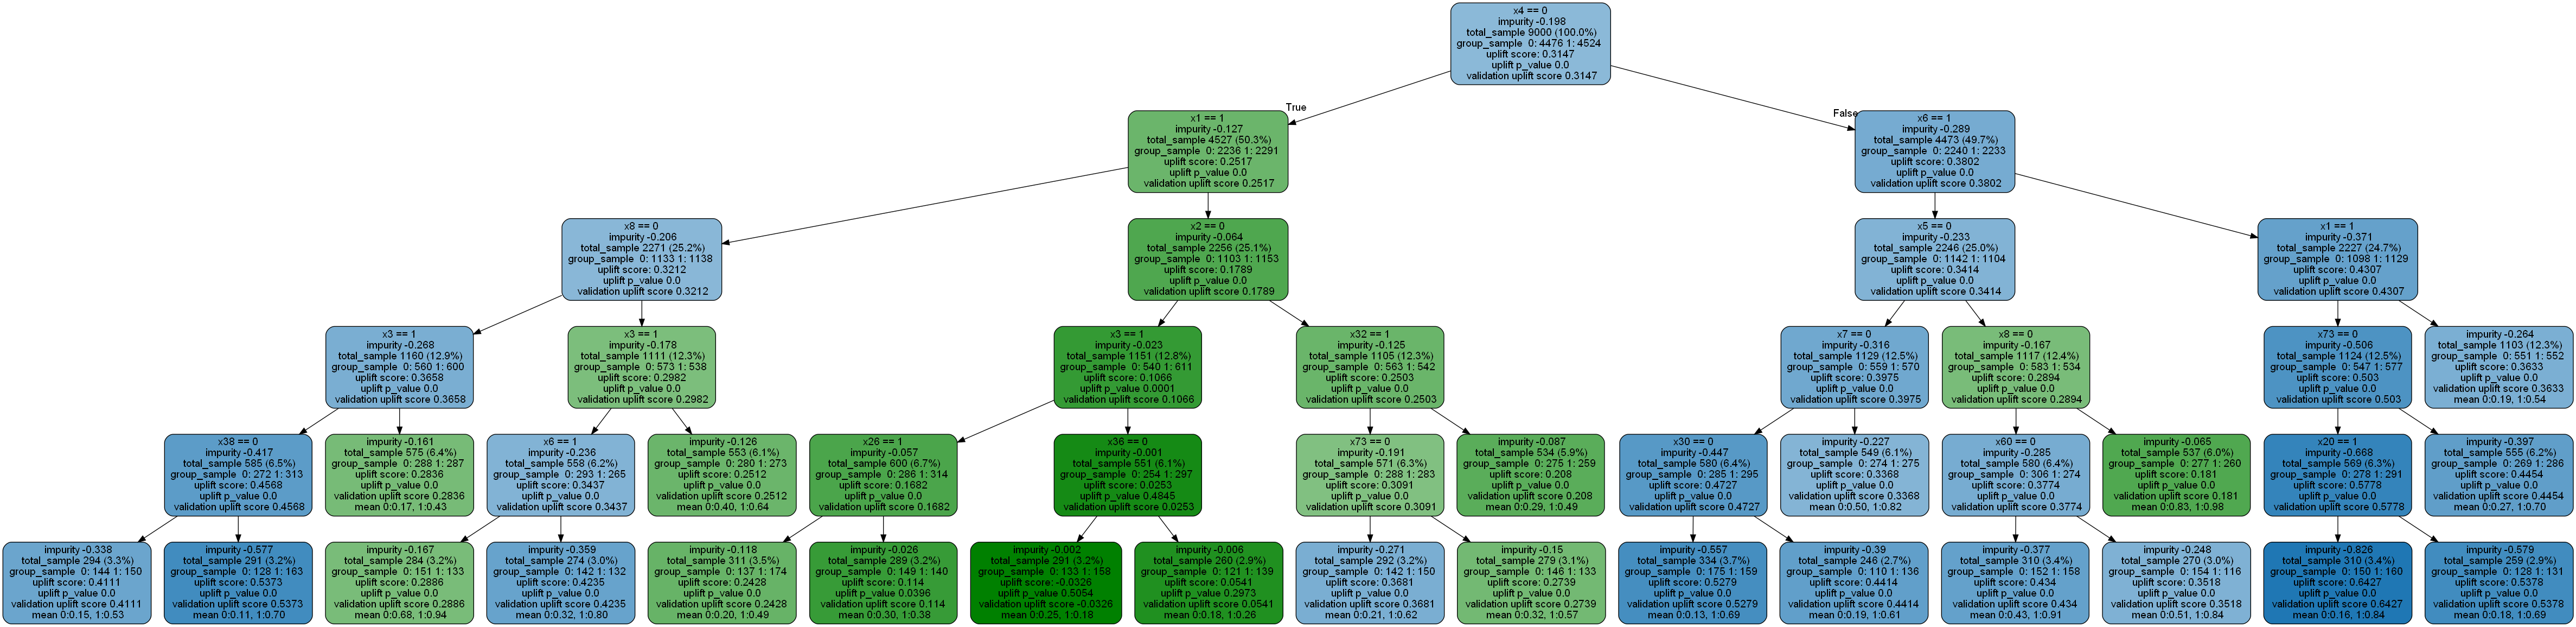 x4 == 0
impurity -0.198
total_sample 9000 (100.0%)
group_sample 0: 4476 1: 4524
uplift score: 0.3147
uplift p_value 0.0
validation uplift score 0.3147
True
False
x1 == 1
impurity -0.127
total_sample 4527 (50.3%)
group_sample 0: 2236 1: 2291
uplift score: 0.2517
uplift p_value 0.0
validation uplift score 0.2517
x6 == 1
impurity -0.289
total_sample 4473 (49.7%)
group_sample 0: 2240 1: 2233
uplift score: 0.3802
uplift p_value 0.0
validation uplift score 0.3802
x8 == 0
impurity -0.206
total_sample 2271 (25.2%)
group_sample 0: 1133 1: 1138
uplift score: 0.3212
uplift p_value 0.0
validation uplift score 0.3212
x2 == 0
impurity -0.064
total_sample 2256 (25.1%)
group_sample 0: 1103 1: 1153
uplift score: 0.1789
uplift p_value 0.0
validation uplift score 0.1789
x5 == 0
impurity -0.233
total_sample 2246 (25.0%)
group_sample 0: 1142 1: 1104
uplift score: 0.3414
uplift p_value 0.0
validation uplift score 0.3414
x1 == 1
impurity -0.371
total_sample 2227 (24.7%)
group_sample 0: 1098 1: 1129
uplift score: 0.4307
uplift p_value 0.0
validation uplift score 0.4307
x3 == 1
impurity -0.268
total_sample 1160 (12.9%)
group_sample 0: 560 1: 600
uplift score: 0.3658
uplift p_value 0.0
validation uplift score 0.3658
x3 == 1
impurity -0.178
total_sample 1111 (12.3%)
group_sample 0: 573 1: 538
uplift score: 0.2982
uplift p_value 0.0
validation uplift score 0.2982
x3 == 1
impurity -0.023
total_sample 1151 (12.8%)
group_sample 0: 540 1: 611
uplift score: 0.1066
uplift p_value 0.0001
validation uplift score 0.1066
x32 == 1
impurity -0.125
total_sample 1105 (12.3%)
group_sample 0: 563 1: 542
uplift score: 0.2503
uplift p_value 0.0
validation uplift score 0.2503
x7 == 0
impurity -0.316
total_sample 1129 (12.5%)
group_sample 0: 559 1: 570
uplift score: 0.3975
uplift p_value 0.0
validation uplift score 0.3975
x8 == 0
impurity -0.167
total_sample 1117 (12.4%)
group_sample 0: 583 1: 534
uplift score: 0.2894
uplift p_value 0.0
validation uplift score 0.2894
x73 == 0
impurity -0.506
total_sample 1124 (12.5%)
group_sample 0: 547 1: 577
uplift score: 0.503
uplift p_value 0.0
validation uplift score 0.503
impurity -0.264
total_sample 1103 (12.3%)
group_sample 0: 551 1: 552
uplift score: 0.3633
uplift p_value 0.0
validation uplift score 0.3633
mean 0:0.19, 1:0.54
x38 == 0
impurity -0.417
total_sample 585 (6.5%)
group_sample 0: 272 1: 313
uplift score: 0.4568
uplift p_value 0.0
validation uplift score 0.4568
impurity -0.161
total_sample 575 (6.4%)
group_sample 0: 288 1: 287
uplift score: 0.2836
uplift p_value 0.0
validation uplift score 0.2836
mean 0:0.17, 1:0.43
x6 == 1
impurity -0.236
total_sample 558 (6.2%)
group_sample 0: 293 1: 265
uplift score: 0.3437
uplift p_value 0.0
validation uplift score 0.3437
impurity -0.126
total_sample 553 (6.1%)
group_sample 0: 280 1: 273
uplift score: 0.2512
uplift p_value 0.0
validation uplift score 0.2512
mean 0:0.40, 1:0.64
x26 == 1
impurity -0.057
total_sample 600 (6.7%)
group_sample 0: 286 1: 314
uplift score: 0.1682
uplift p_value 0.0
validation uplift score 0.1682
x36 == 0
impurity -0.001
total_sample 551 (6.1%)
group_sample 0: 254 1: 297
uplift score: 0.0253
uplift p_value 0.4845
validation uplift score 0.0253
x73 == 0
impurity -0.191
total_sample 571 (6.3%)
group_sample 0: 288 1: 283
uplift score: 0.3091
uplift p_value 0.0
validation uplift score 0.3091
impurity -0.087
total_sample 534 (5.9%)
group_sample 0: 275 1: 259
uplift score: 0.208
uplift p_value 0.0
validation uplift score 0.208
mean 0:0.29, 1:0.49
x30 == 0
impurity -0.447
total_sample 580 (6.4%)
group_sample 0: 285 1: 295
uplift score: 0.4727
uplift p_value 0.0
validation uplift score 0.4727
impurity -0.227
total_sample 549 (6.1%)
group_sample 0: 274 1: 275
uplift score: 0.3368
uplift p_value 0.0
validation uplift score 0.3368
mean 0:0.50, 1:0.82
x60 == 0
impurity -0.285
total_sample 580 (6.4%)
group_sample 0: 306 1: 274
uplift score: 0.3774
uplift p_value 0.0
validation uplift score 0.3774
impurity -0.065
total_sample 537 (6.0%)
group_sample 0: 277 1: 260
uplift score: 0.181
uplift p_value 0.0
validation uplift score 0.181
mean 0:0.83, 1:0.98
x20 == 1
impurity -0.668
total_sample 569 (6.3%)
group_sample 0: 278 1: 291
uplift score: 0.5778
uplift p_value 0.0
validation uplift score 0.5778
impurity -0.397
total_sample 555 (6.2%)
group_sample 0: 269 1: 286
uplift score: 0.4454
uplift p_value 0.0
validation uplift score 0.4454
mean 0:0.27, 1:0.70
impurity -0.338
total_sample 294 (3.3%)
group_sample 0: 144 1: 150
uplift score: 0.4111
uplift p_value 0.0
validation uplift score 0.4111
mean 0:0.15, 1:0.53
impurity -0.577
total_sample 291 (3.2%)
group_sample 0: 128 1: 163
uplift score: 0.5373
uplift p_value 0.0
validation uplift score 0.5373
mean 0:0.11, 1:0.70
impurity -0.167
total_sample 284 (3.2%)
group_sample 0: 151 1: 133
uplift score: 0.2886
uplift p_value 0.0
validation uplift score 0.2886
mean 0:0.68, 1:0.94
impurity -0.359
total_sample 274 (3.0%)
group_sample 0: 142 1: 132
uplift score: 0.4235
uplift p_value 0.0
validation uplift score 0.4235
mean 0:0.32, 1:0.80
impurity -0.118
total_sample 311 (3.5%)
group_sample 0: 137 1: 174
uplift score: 0.2428
uplift p_value 0.0
validation uplift score 0.2428
mean 0:0.20, 1:0.49
impurity -0.026
total_sample 289 (3.2%)
group_sample 0: 149 1: 140
uplift score: 0.114
uplift p_value 0.0396
validation uplift score 0.114
mean 0:0.30, 1:0.38
impurity -0.002
total_sample 291 (3.2%)
group_sample 0: 133 1: 158
uplift score: -0.0326
uplift p_value 0.5054
validation uplift score -0.0326
mean 0:0.25, 1:0.18
impurity -0.006
total_sample 260 (2.9%)
group_sample 0: 121 1: 139
uplift score: 0.0541
uplift p_value 0.2973
validation uplift score 0.0541
mean 0:0.18, 1:0.26
impurity -0.271
total_sample 292 (3.2%)
group_sample 0: 142 1: 150
uplift score: 0.3681
uplift p_value 0.0
validation uplift score 0.3681
mean 0:0.21, 1:0.62
impurity -0.15
total_sample 279 (3.1%)
group_sample 0: 146 1: 133
uplift score: 0.2739
uplift p_value 0.0
validation uplift score 0.2739
mean 0:0.32, 1:0.57
impurity -0.557
total_sample 334 (3.7%)
group_sample 0: 175 1: 159
uplift score: 0.5279
uplift p_value 0.0
validation uplift score 0.5279
mean 0:0.13, 1:0.69
impurity -0.39
total_sample 246 (2.7%)
group_sample 0: 110 1: 136
uplift score: 0.4414
uplift p_value 0.0
validation uplift score 0.4414
mean 0:0.19, 1:0.61
impurity -0.377
total_sample 310 (3.4%)
group_sample 0: 152 1: 158
uplift score: 0.434
uplift p_value 0.0
validation uplift score 0.434
mean 0:0.43, 1:0.91
impurity -0.248
total_sample 270 (3.0%)
group_sample 0: 154 1: 116
uplift score: 0.3518
uplift p_value 0.0
validation uplift score 0.3518
mean 0:0.51, 1:0.84
impurity -0.826
total_sample 310 (3.4%)
group_sample 0: 150 1: 160
uplift score: 0.6427
uplift p_value 0.0
validation uplift score 0.6427
mean 0:0.16, 1:0.84
impurity -0.579
total_sample 259 (2.9%)
group_sample 0: 128 1: 131
uplift score: 0.5378
uplift p_value 0.0
validation uplift score 0.5378
mean 0:0.18, 1:0.69